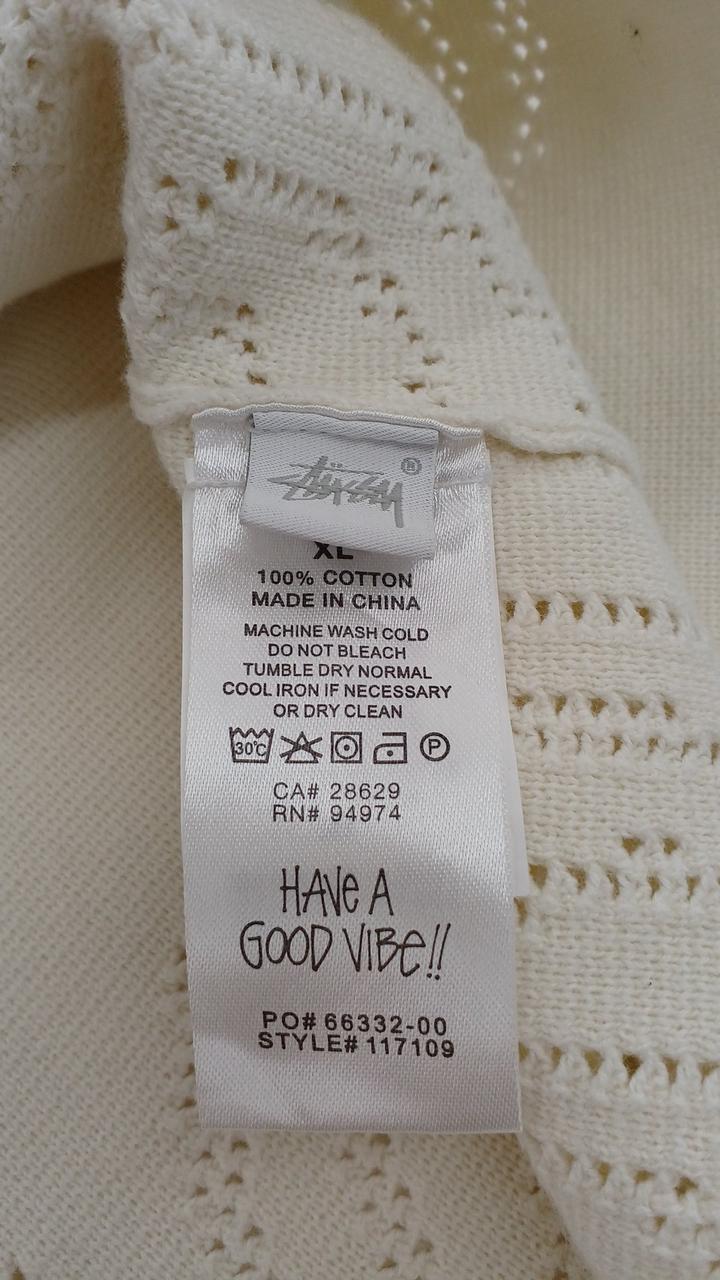 Stüssy ®
XL
100% COTTON
MADE IN CHINA
MACHINE WASH COLD
DO NOT BLEACH
TUMBLE DRY NORMAL
COOL IRON IF NECESSARY
OR DRY CLEAN
30°C P
CA# 28629
RN# 94974
HAVe A
GOOD VIBe!!
PO# 66332-00
STYLE# 117109